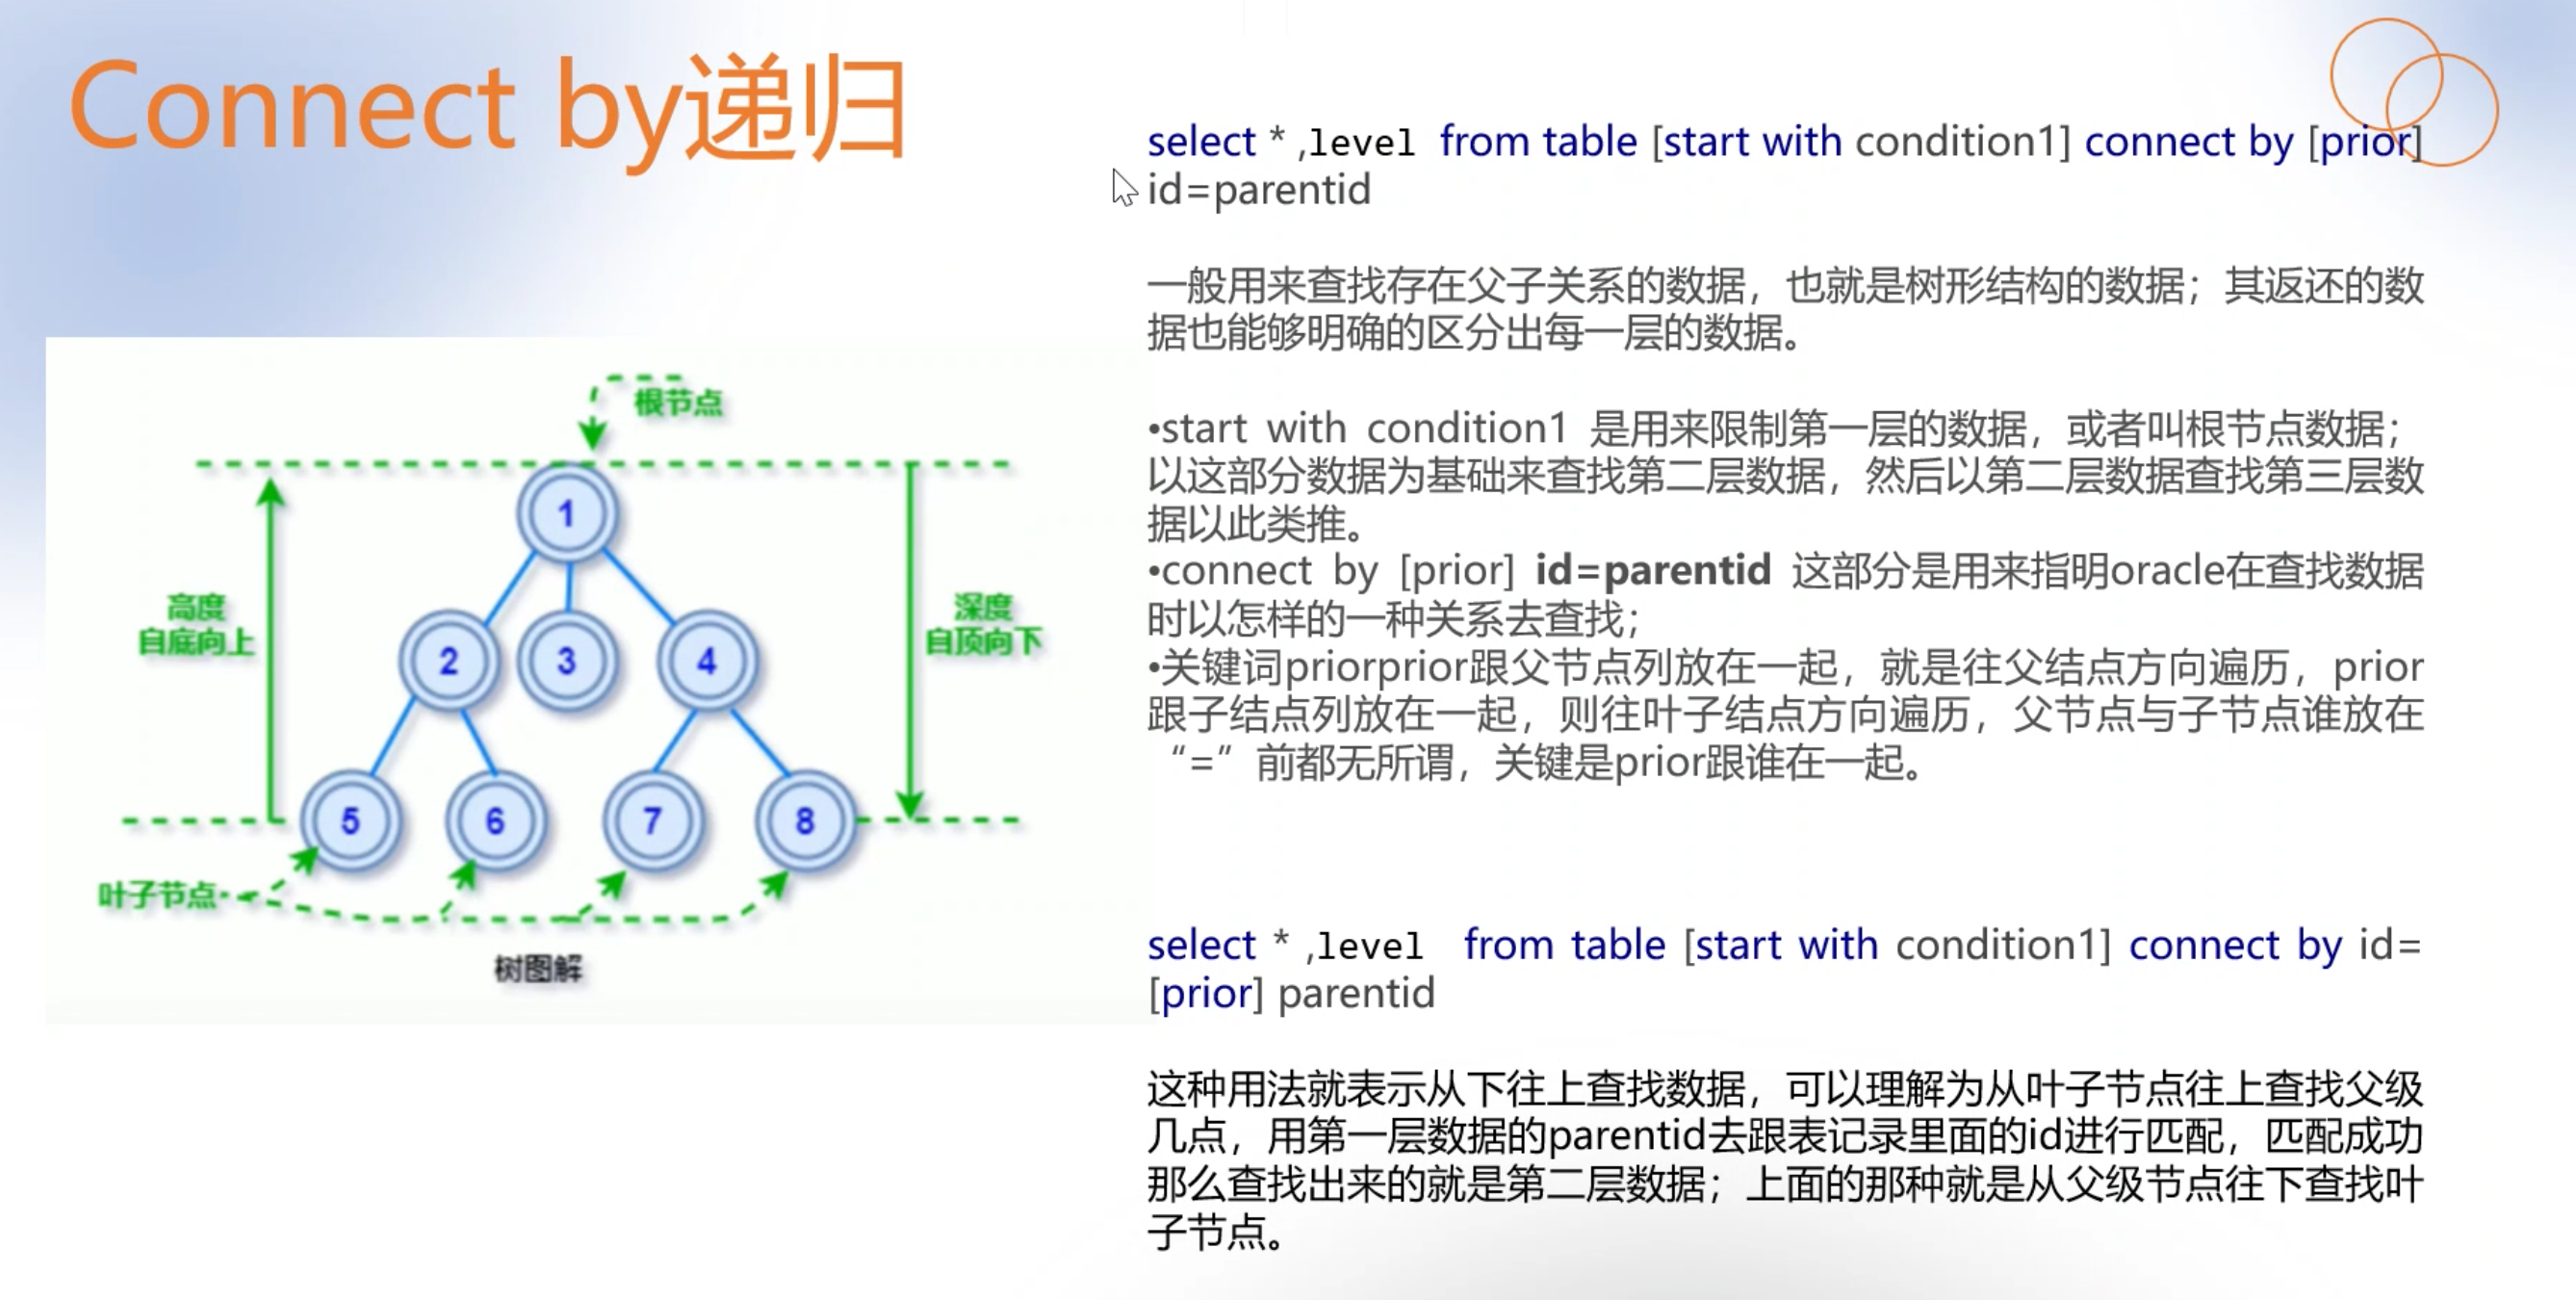 Connect by递归
select * ,level from table [start with condition1] connect by [prior]
id=parentid
一般用来查找存在父子关系的数据，也就是树形结构的数据；其返还的数
据也能够明确的区分出每一层的数据。
•start with condition1 是用来限制第一层的数据，或者叫根节点数据；
以这部分数据为基础来查找第二层数据，然后以第二层数据查找第三层数
据以此类推。
•connect by [prior] id=parentid 这部分是用来指明oracle在查找数据
时以怎样的一种关系去查找；
•关键词priorprior跟父节点列放在一起，就是往父结点方向遍历，prior
跟子结点列放在一起，则往叶子结点方向遍历，父节点与子节点谁放在
“=”前都无所谓，关键是prior跟谁在一起。
select * ,level from table [start with condition1] connect by id=
[prior] parentid
这种用法就表示从下往上查找数据，可以理解为从叶子节点往上查找父级
几点，用第一层数据的parentid去跟表记录里面的id进行匹配，匹配成功
那么查找出来的就是第二层数据；上面的那种就是从父级节点往下查找叶
子节点。
根节点
1
高度
自底向上
深度
自顶向下
2
3
4
5
6
7
8
叶子节点
树图解